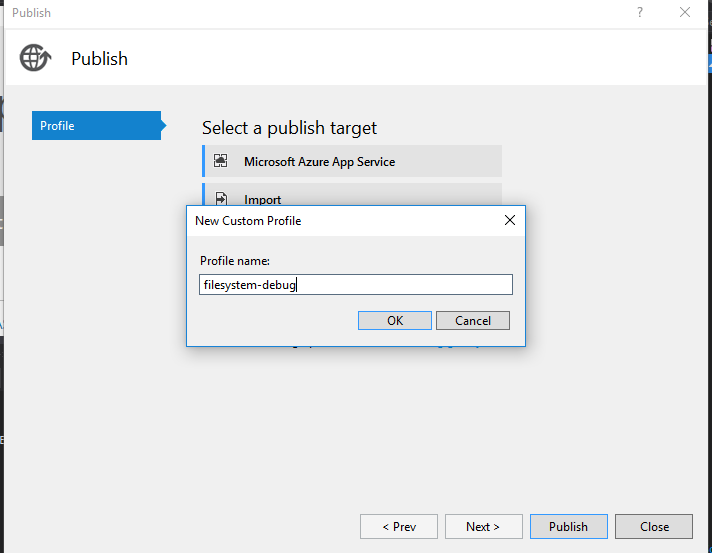 Publish
?
Publish
Profile
Select a publish target
Microsoft Azure App Service
Import
New Custom Profile
Profile name:
filesystem-debug
OK
Cancel
< Prev
Next >
Publish
Close